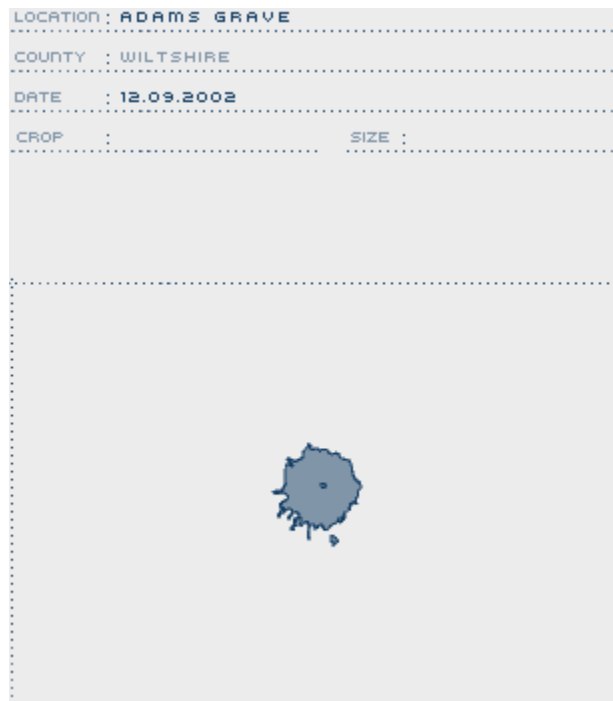 LOCATION : ADAMS GRAVE
COUNTY : WILTSHIRE
DATE : 12.09.2002
CROP : SIZE :